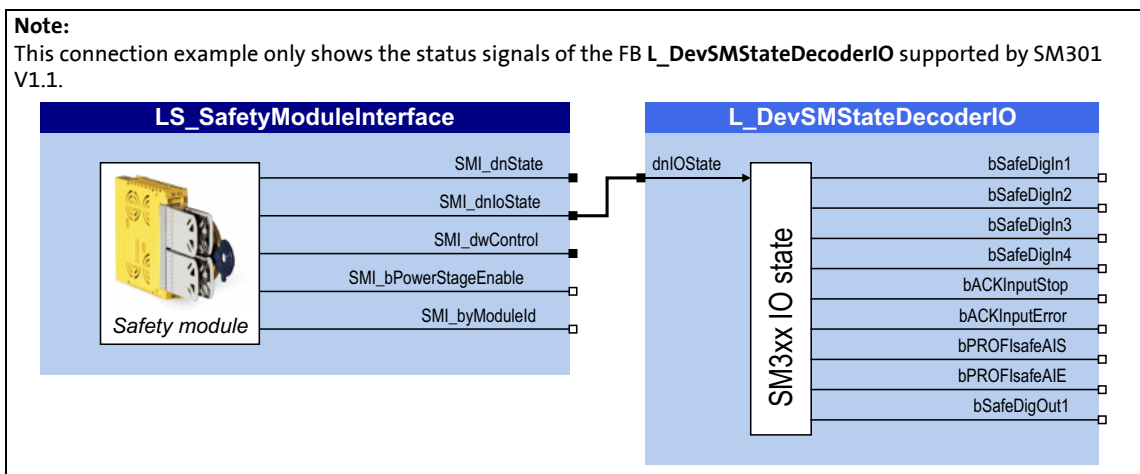 Note:
This connection example only shows the status signals of the FB L_DevSMStateDecoderIO supported by SM301
V1.1.
LS_SafetyModuleInterface
SMI_dnState
SMI_dnIoState
SMI_dwControl
SMI_bPowerStageEnable
SMI_byModuleId
Safety module
L_DevSMStateDecoderIO
dnIOState
SM3xx IO state
bSafeDigIn1
bSafeDigIn2
bSafeDigIn3
bSafeDigIn4
bACKInputStop
bACKInputError
bPROFIsafeAIS
bPROFIsafeAIE
bSafeDigOut1